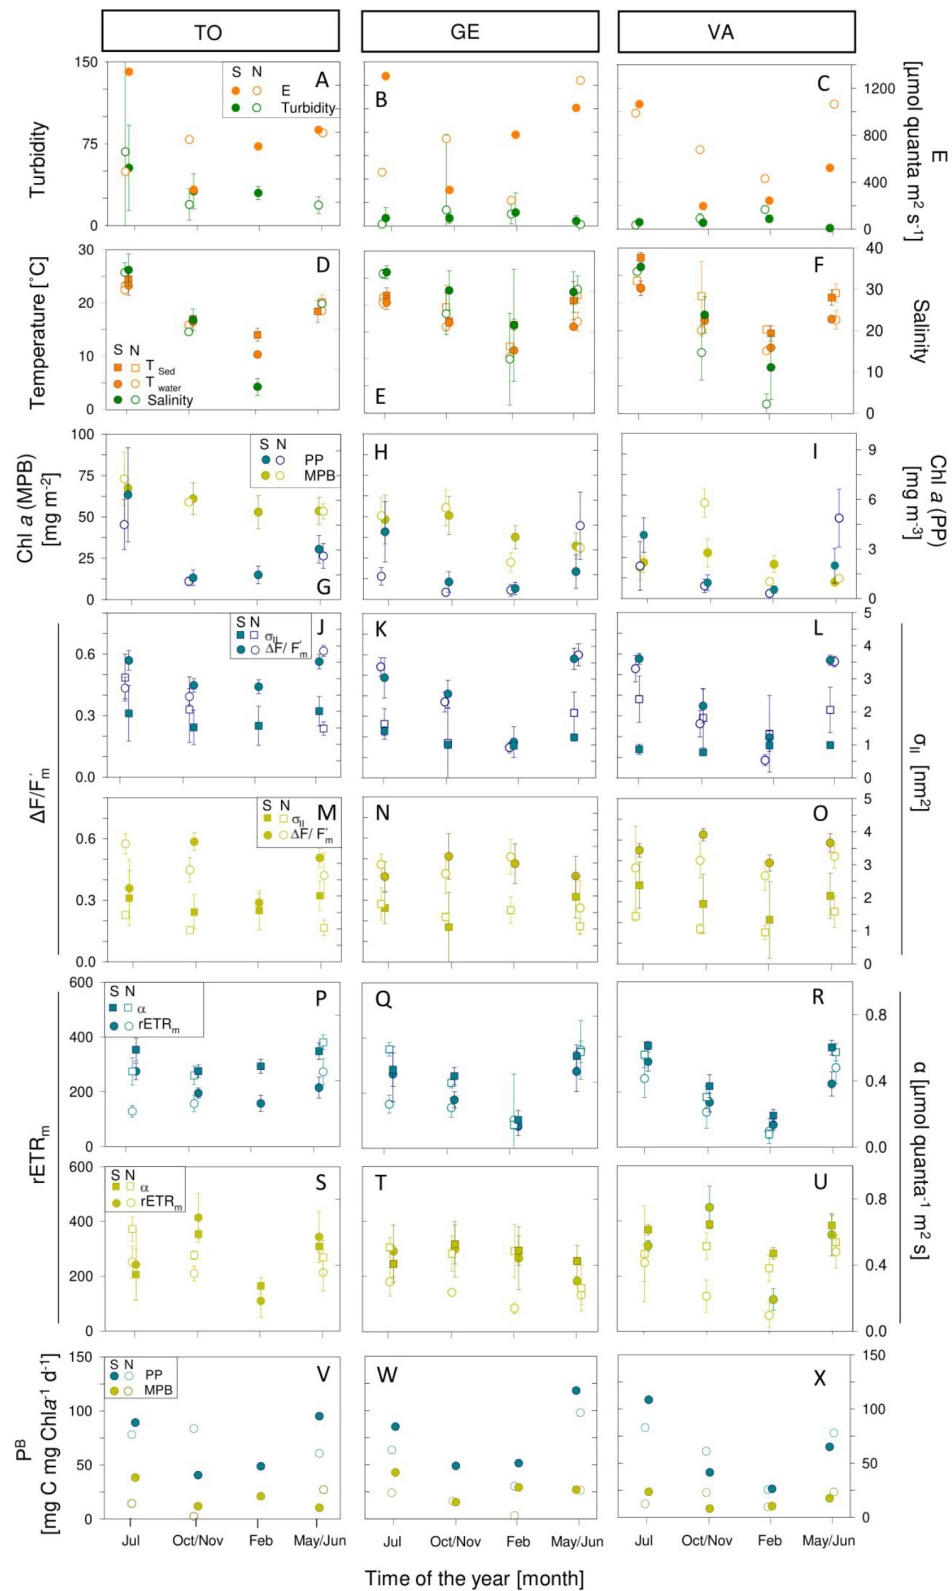 TO GE VA
S N
E
Turbidity
A B C
150
75
0
Turbidity
1200
800
400
0
E
[µmol quanta m² s⁻¹]
D E F
30
20
10
0
Temperature [°C]
S N
T Sed
T water
Salinity
40
30
20
10
0
Salinity
G H I
S N
PP
MPB
100
75
50
25
0
Chl a (MPB)
[mg m⁻²]
9
6
3
0
Chl a (PP)
[mg m⁻³]
J K L
S N
σII
ΔF/F'm
0.6
0.3
0.0
5
4
3
2
1
0
ΔF/F'm
σII [nm²]
M N O
S N
σII
ΔF/ F'm
0.6
0.3
0.0
5
4
3
2
1
0
P Q R
S N
α
rETRm
600
400
200
0
0.8
0.4
0.0
rETRm
α [µmol quanta⁻¹ m² s]
S T U
S N
α
rETRm
600
400
200
0
0.8
0.4
0.0
V W X
S N
PP
MPB
150
100
50
0
150
100
50
0
Pᴮ
[mg C mg Chla⁻¹ d⁻¹]
Jul Oct/Nov Feb May/Jun Jul Oct/Nov Feb May/Jun Jul Oct/Nov Feb May/Jun
Time of the year [month]